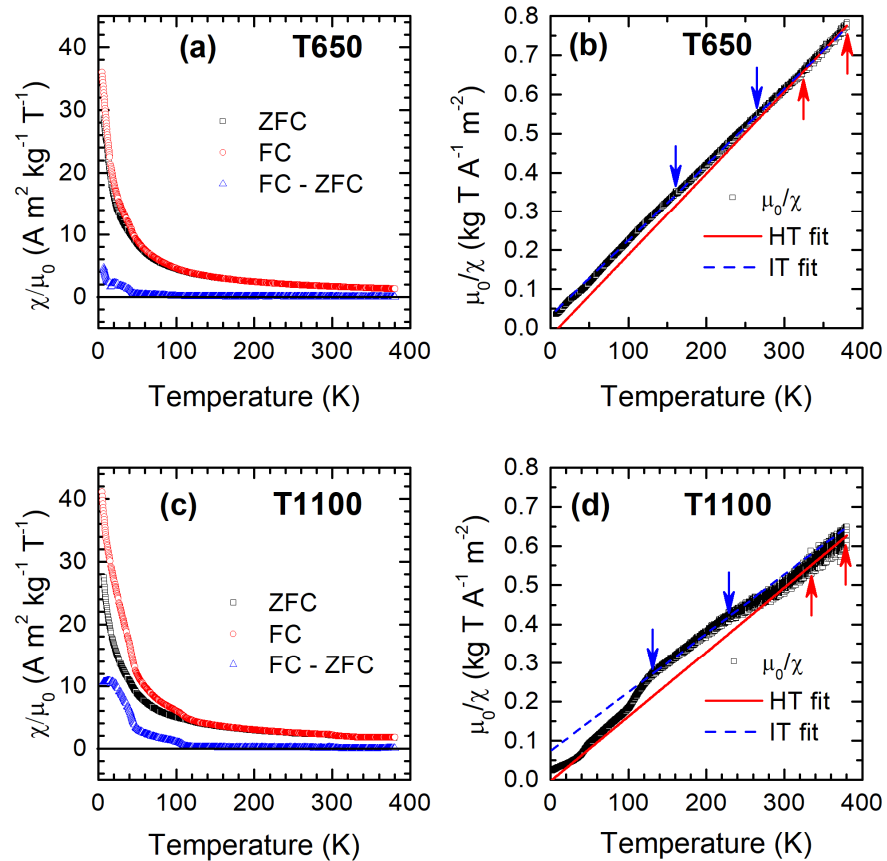 (a) T650
ZFC
FC
FC - ZFC
40
30
20
10
0
χ/μ₀ (A m² kg⁻¹ T⁻¹)
0 100 200 300 400
Temperature (K)
(b) T650
0.8
0.7
0.6
0.5
0.4
0.3
0.2
0.1
0.0
μ₀/χ (kg T A⁻¹ m⁻²)
μ₀/χ
HT fit
IT fit
0 100 200 300 400
Temperature (K)
(c) T1100
ZFC
FC
FC - ZFC
40
30
20
10
0
χ/μ₀ (A m² kg⁻¹ T⁻¹)
0 100 200 300 400
Temperature (K)
(d) T1100
0.8
0.7
0.6
0.5
0.4
0.3
0.2
0.1
0.0
μ₀/χ (kg T A⁻¹ m⁻²)
μ₀/χ
HT fit
IT fit
0 100 200 300 400
Temperature (K)